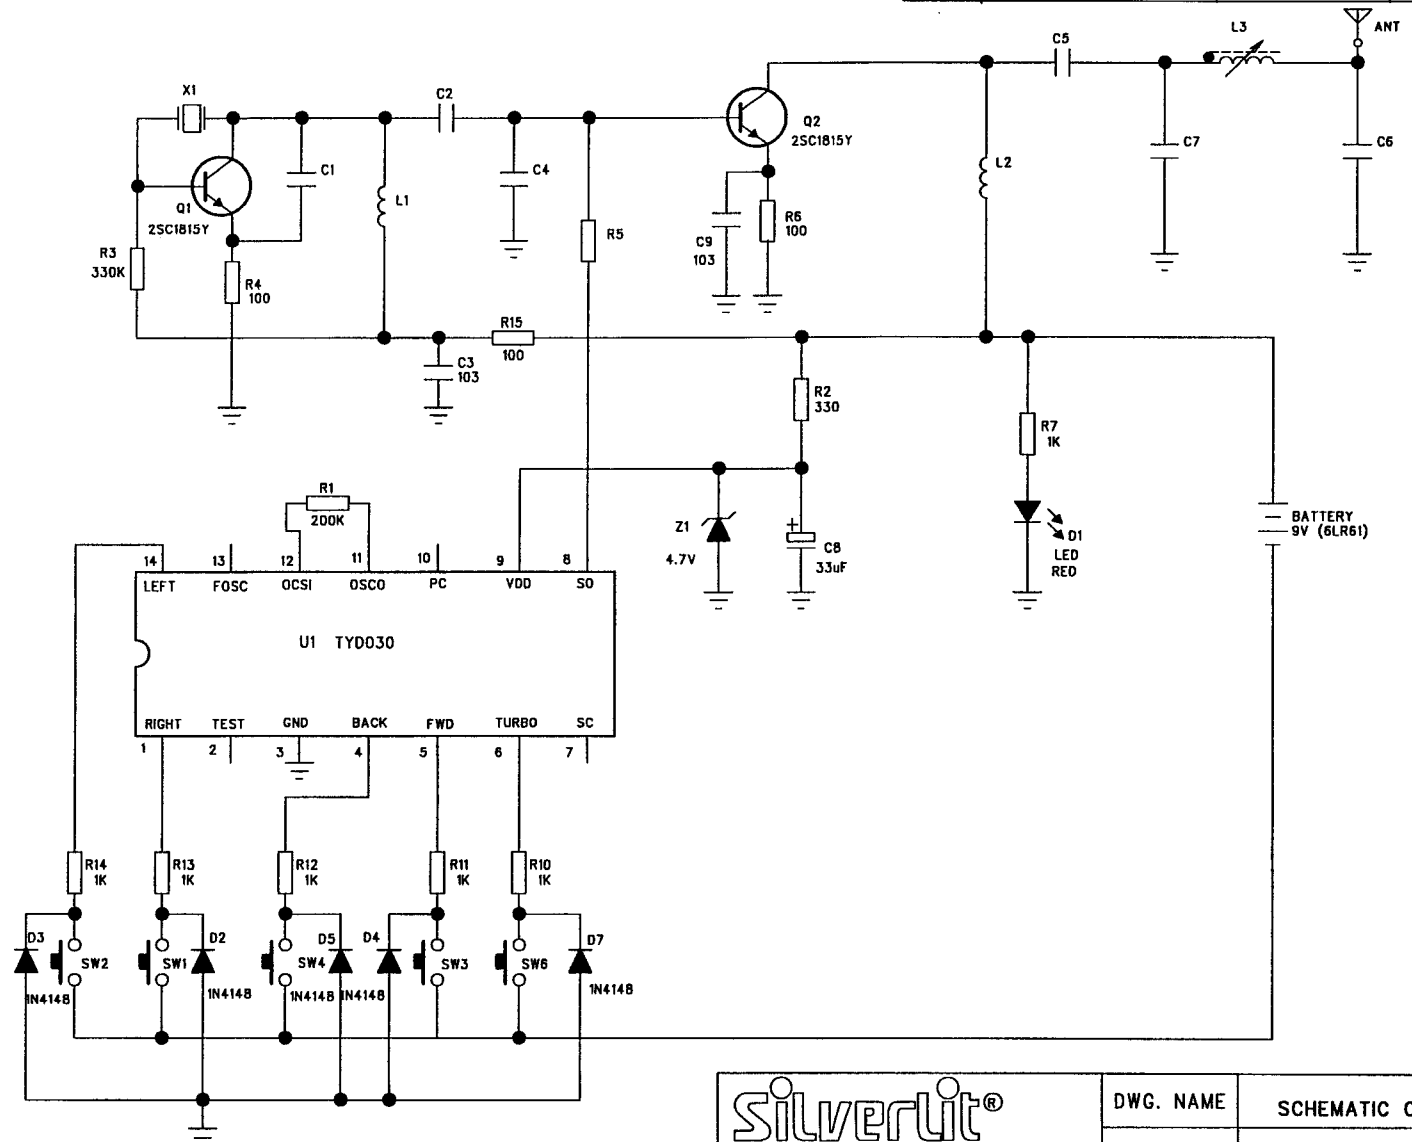 ANT
L3
C5
X1
C2
Q2
2SC1815Y
C7
C6
C1
C4
L2
Q1
2SC1815Y
L1
R6
100
R5
C9
103
R3
330K
R4
100
R15
100
C3
103
R2
330
R7
1K
R1
200K
BATTERY
9V (6LR61)
Z1
4.7V
+
C8
33uF
D1
LED
RED
14 13 12 11 10 9 8
LEFT FOSC OCSI OSCO PC VDD SO
U1 TYD030
RIGHT TEST GND BACK FWD TURBO SC
1 2 3 4 5 6 7
R14 R13 R12 R11 R10
1K 1K 1K 1K 1K
D3 D2 D5 D4 D7
SW2 SW1 SW4 SW3 SW6
1N4148 1N4148 1N4148 1N4148 1N4148
Silverlit®
DWG. NAME
SCHEMATIC